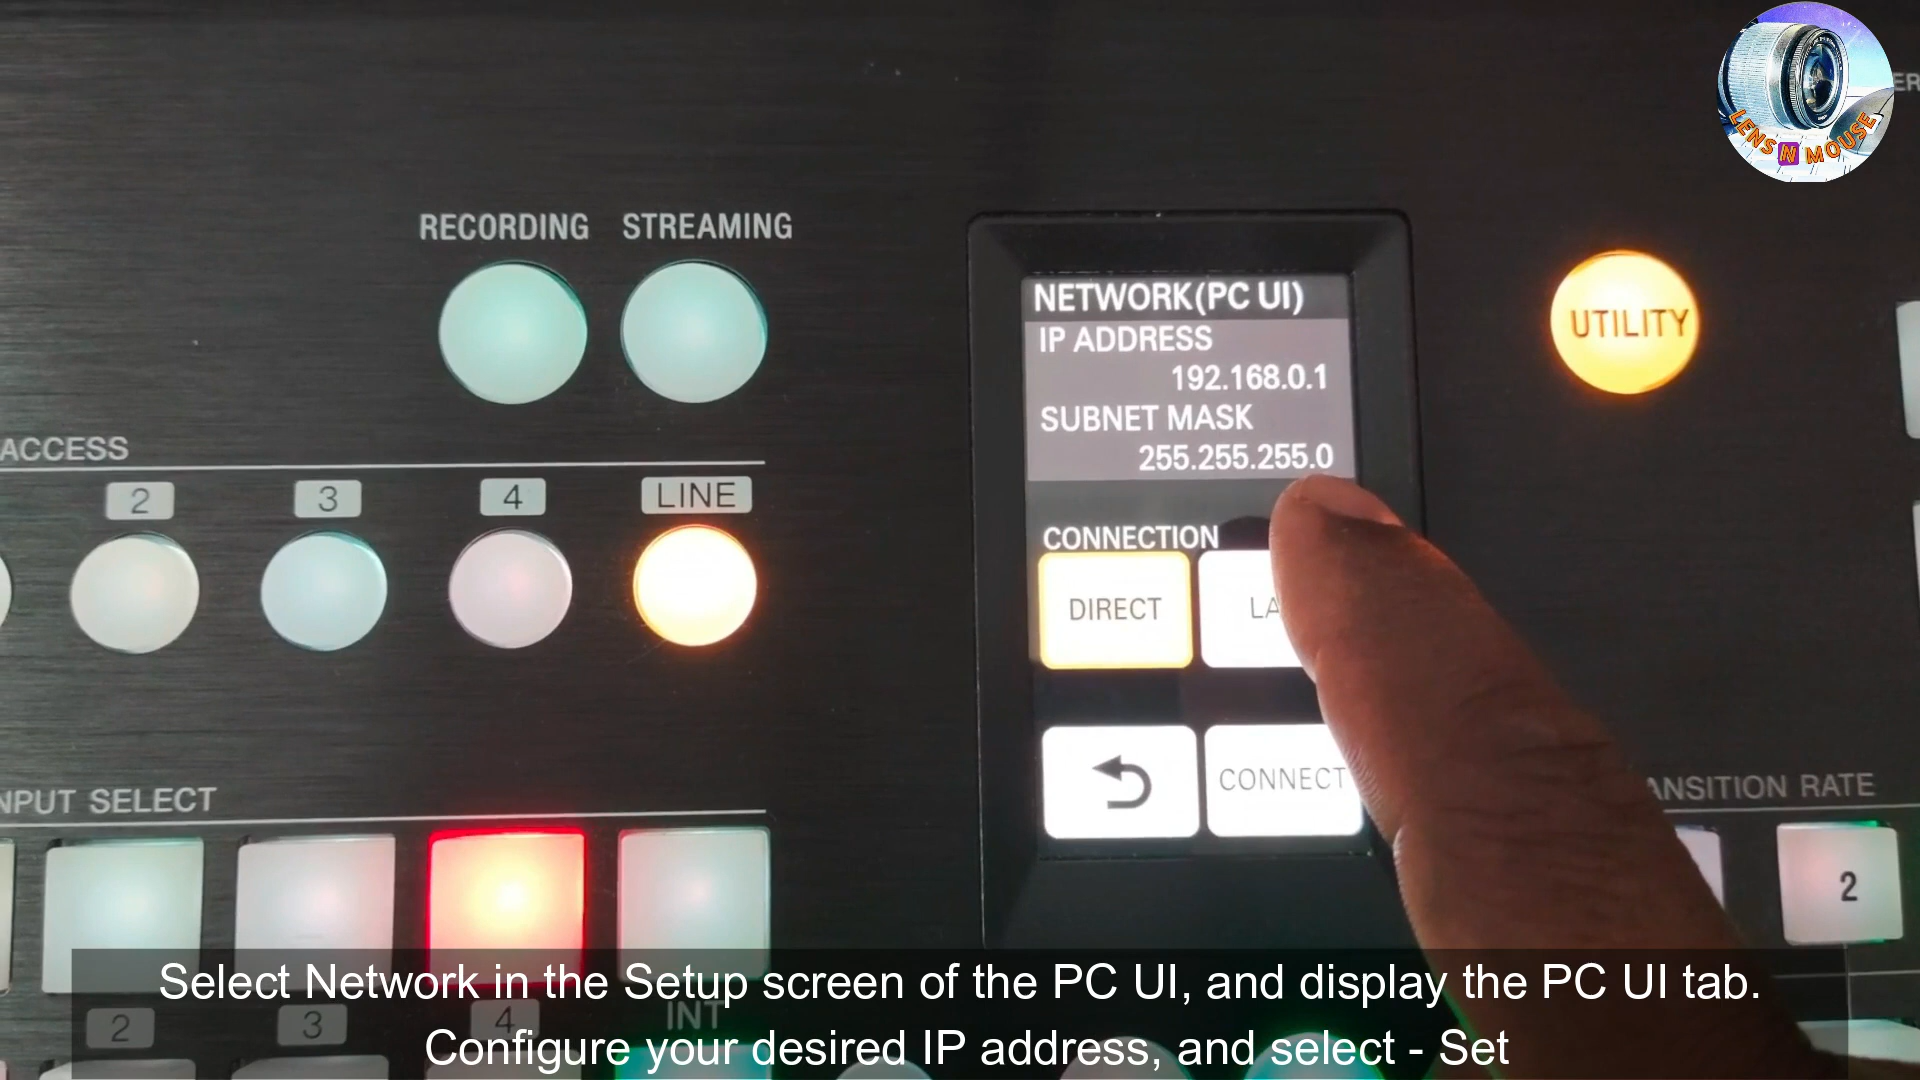 LENS N MOUSE
RECORDING STREAMING
NETWORK(PC UI)
IP ADDRESS
192.168.0.1
SUBNET MASK
255.255.255.0
UTILITY
ACCESS
2 3 4 LINE
CONNECTION
DIRECT
CONNECT
INPUT SELECT
TRANSITION RATE
2
2 3 4 INT
Select Network in the Setup screen of the PC UI, and display the PC UI tab.
Configure your desired IP address, and select - Set